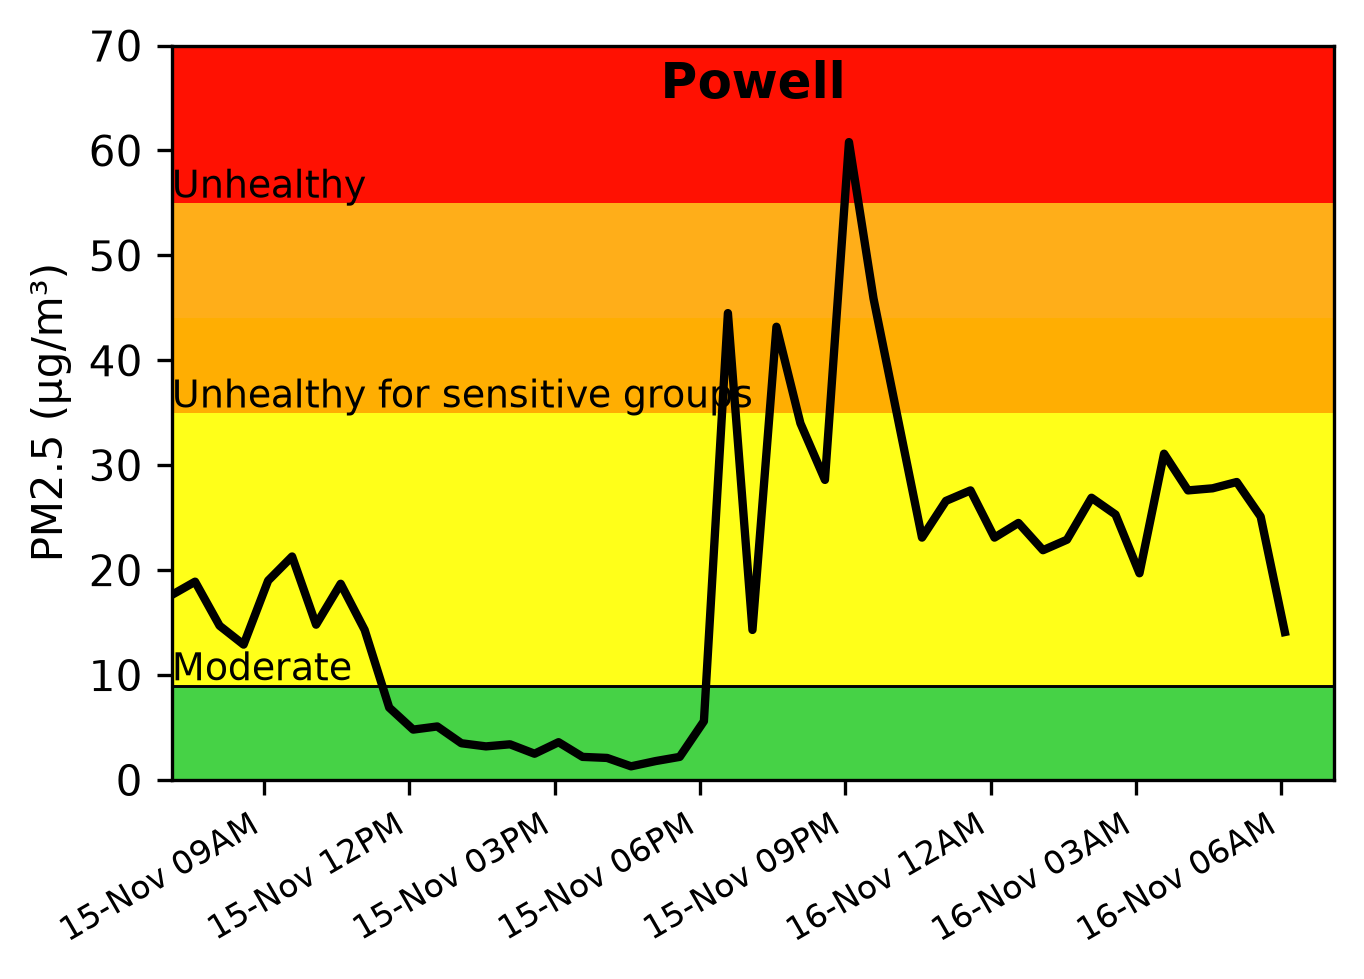 Powell
PM2.5 (µg/m³)
70
60
50
40
30
20
10
0
Unhealthy
Unhealthy for sensitive groups
Moderate
15-Nov 09AM
15-Nov 12PM
15-Nov 03PM
15-Nov 06PM
15-Nov 09PM
16-Nov 12AM
16-Nov 03AM
16-Nov 06AM